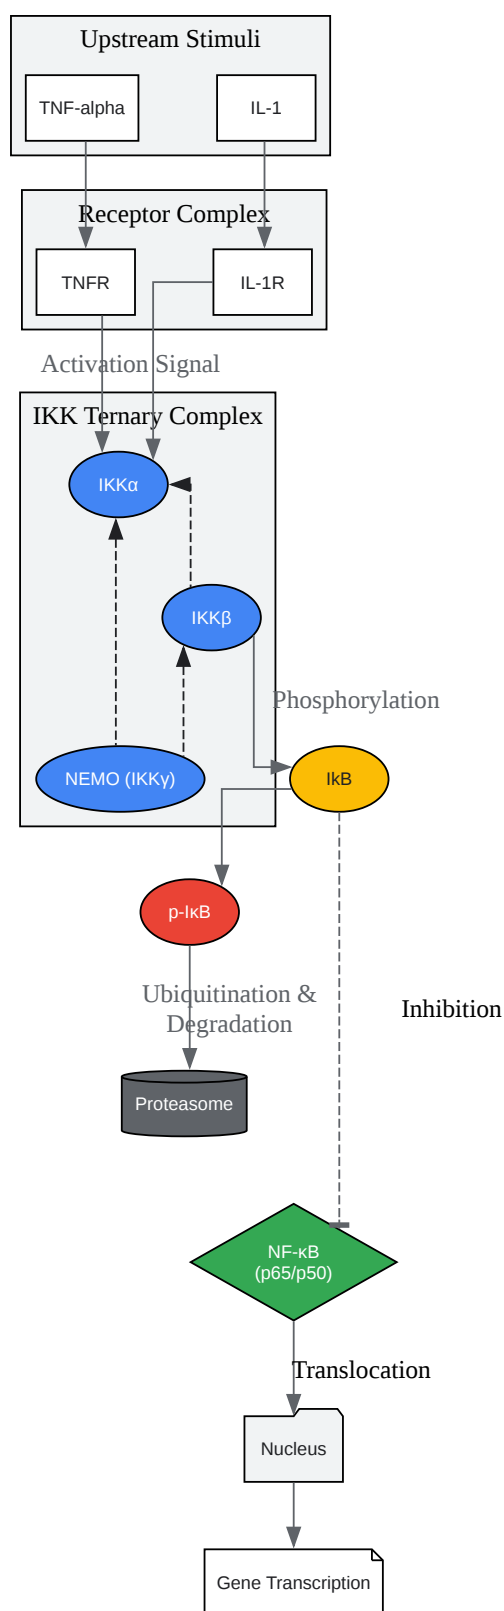 Upstream Stimuli
TNF-alpha
IL-1
Receptor Complex
TNFR
IL-1R
Activation Signal
IKK Ternary Complex
IKKα
IKKβ
Phosphorylation
NEMO (IKKγ)
IkB
p-IκB
Ubiquitination &
Degradation
Inhibition
Proteasome
NF-κB
(p65/p50)
Translocation
Nucleus
Gene Transcription